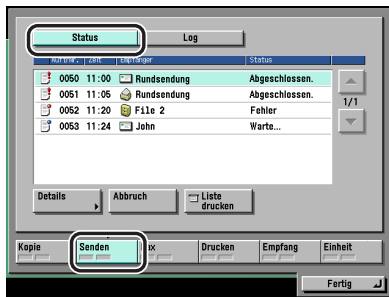 Status Log
Auftrnr. Zeit Empfänger Status
0050 11:00 Rundsendung Abgeschlossen.
0051 11:05 Rundsendung Abgeschlossen.
0052 11:20 File 2 Fehler
0053 11:24 John Warte...
1/1
Details Abbruch Liste drucken
Kopie Senden Drucken Empfang Einheit
Fertig